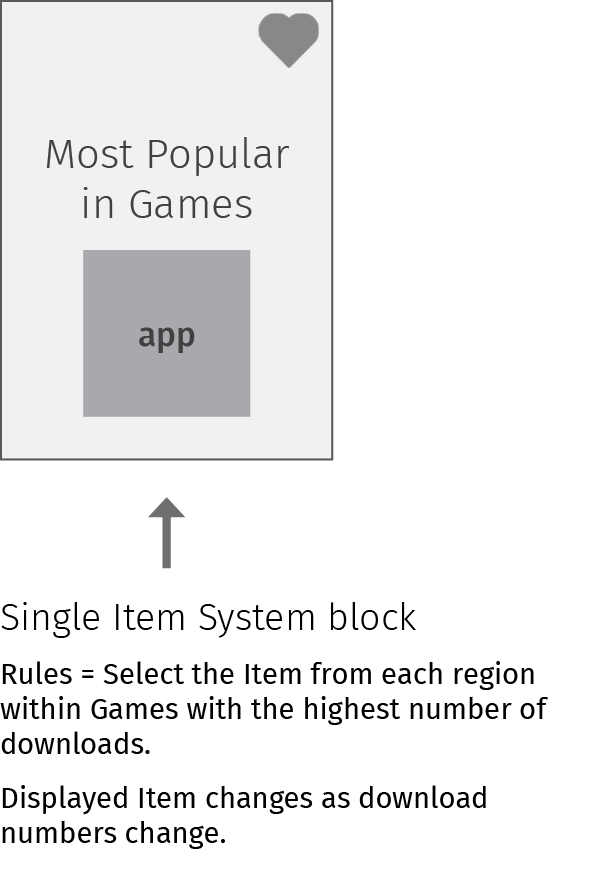 Most Popular
in Games
app
Single Item System block
Rules = Select the Item from each region
within Games with the highest number of
downloads.
Displayed Item changes as download
numbers change.